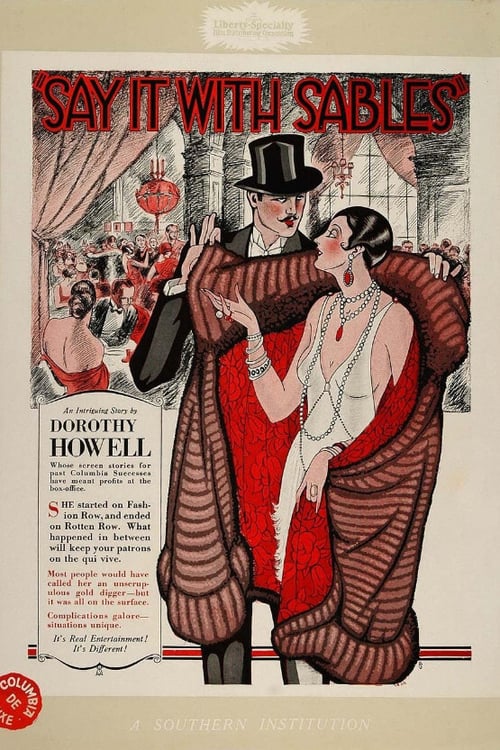 Liberty-Specialty
Film Distributing Corporation
"SAY IT WITH SABLES"
An Intriguing Story by
DOROTHY
HOWELL
Whose screen stories for
past Columbia Successes
have meant profits at the
box-office.
SHE started on Fash-
ion Row, and ended
on Rotten Row. What
happened in between
will keep your patrons
on the qui vive.
Most people would have
called her an unscrup-
ulous gold digger—but
it was all on the surface.
Complications galore—
situations unique.
It's Real Entertainment!
It's Different!
COLUMBIA
DE
A SOUTHERN INSTITUTION